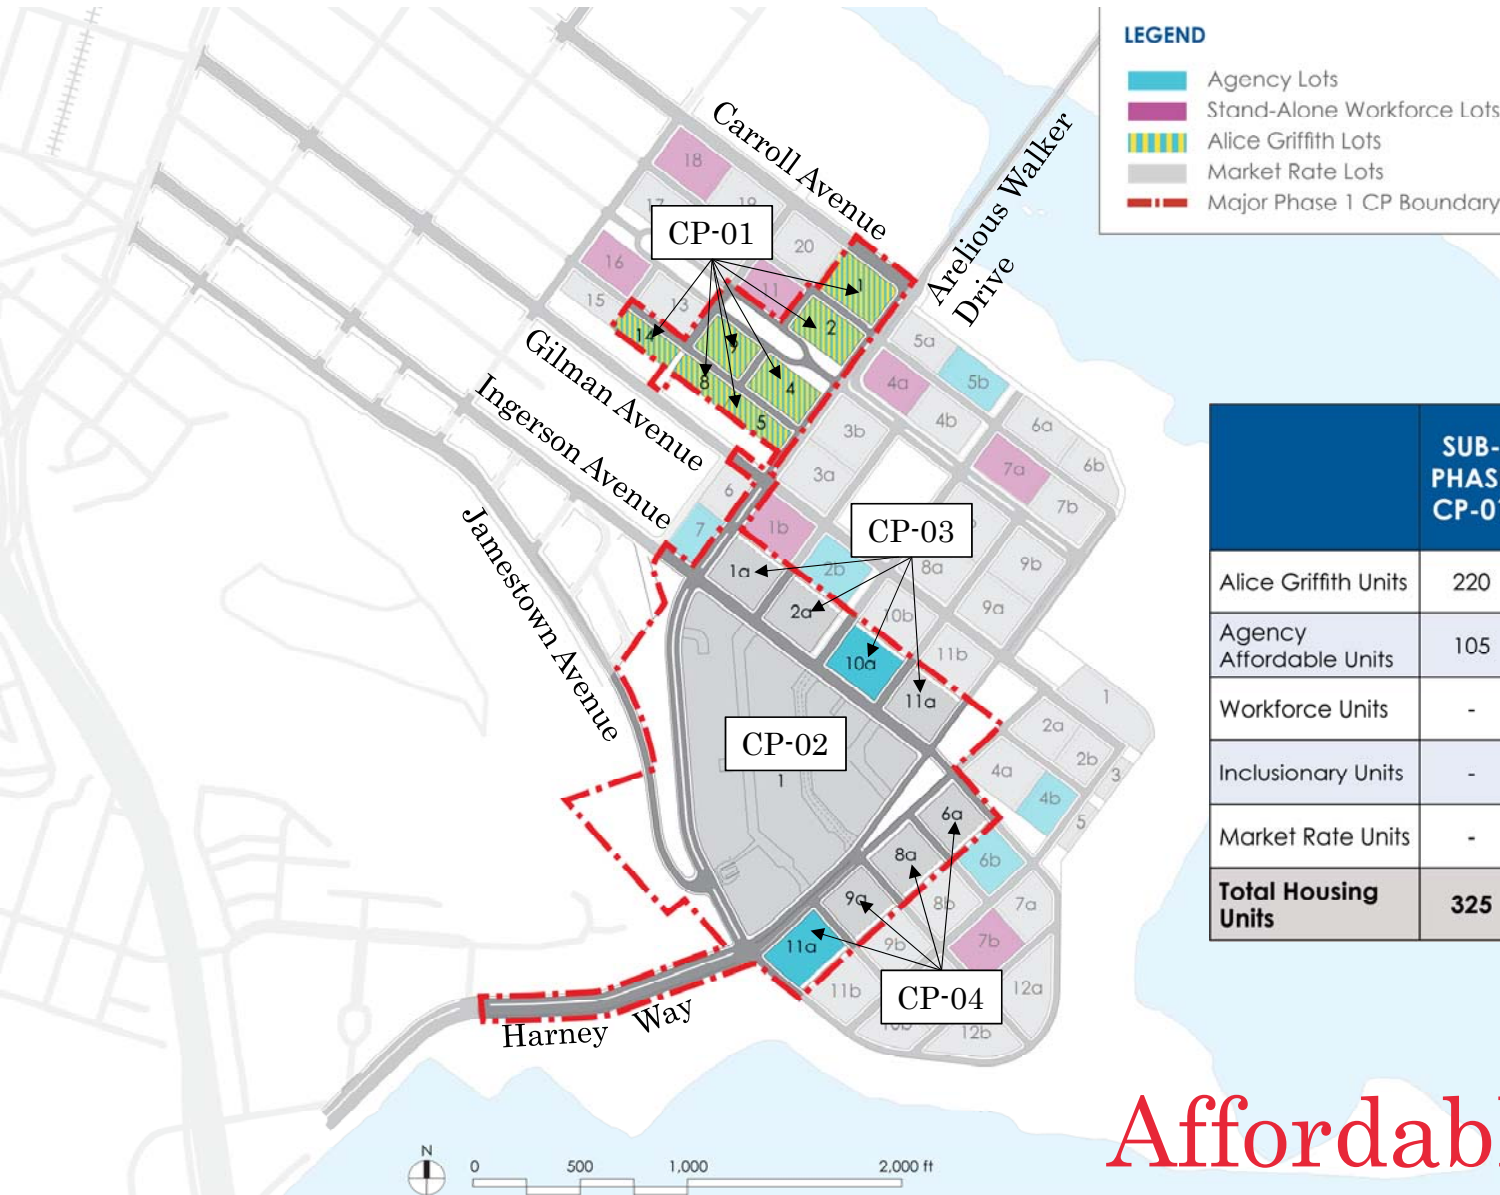 LEGEND
Agency Lots
Stand-Alone Workforce Lots
Alice Griffith Lots
Market Rate Lots
Major Phase 1 CP Boundary
Carroll Avenue
Arelious Walker
Drive
18
17
19
CP-01
20
16
11
1
15
13
2
14
9
8
4
5
5a
4a
5b
4b
6a
3b
7a
6b
3a
7b
Gilman Avenue
Ingerson Avenue
Jamestown Avenue
6
7
1b
CP-03
2b
8a
9b
1a
2a
10b
9a
10a
11b
11a
1
CP-02
1
2a
2b
4a
3
4b
5
6a
8a
6b
9a
8b
7a
11a
9b
7b
11b
CP-04
12a
10b
12b
Harney Way
SUB-
PHAS
CP-01
Alice Griffith Units 220
Agency
Affordable Units 105
Workforce Units -
Inclusionary Units -
Market Rate Units -
Total Housing
Units 325
N
0 500 1,000 2,000 ft
Affordab